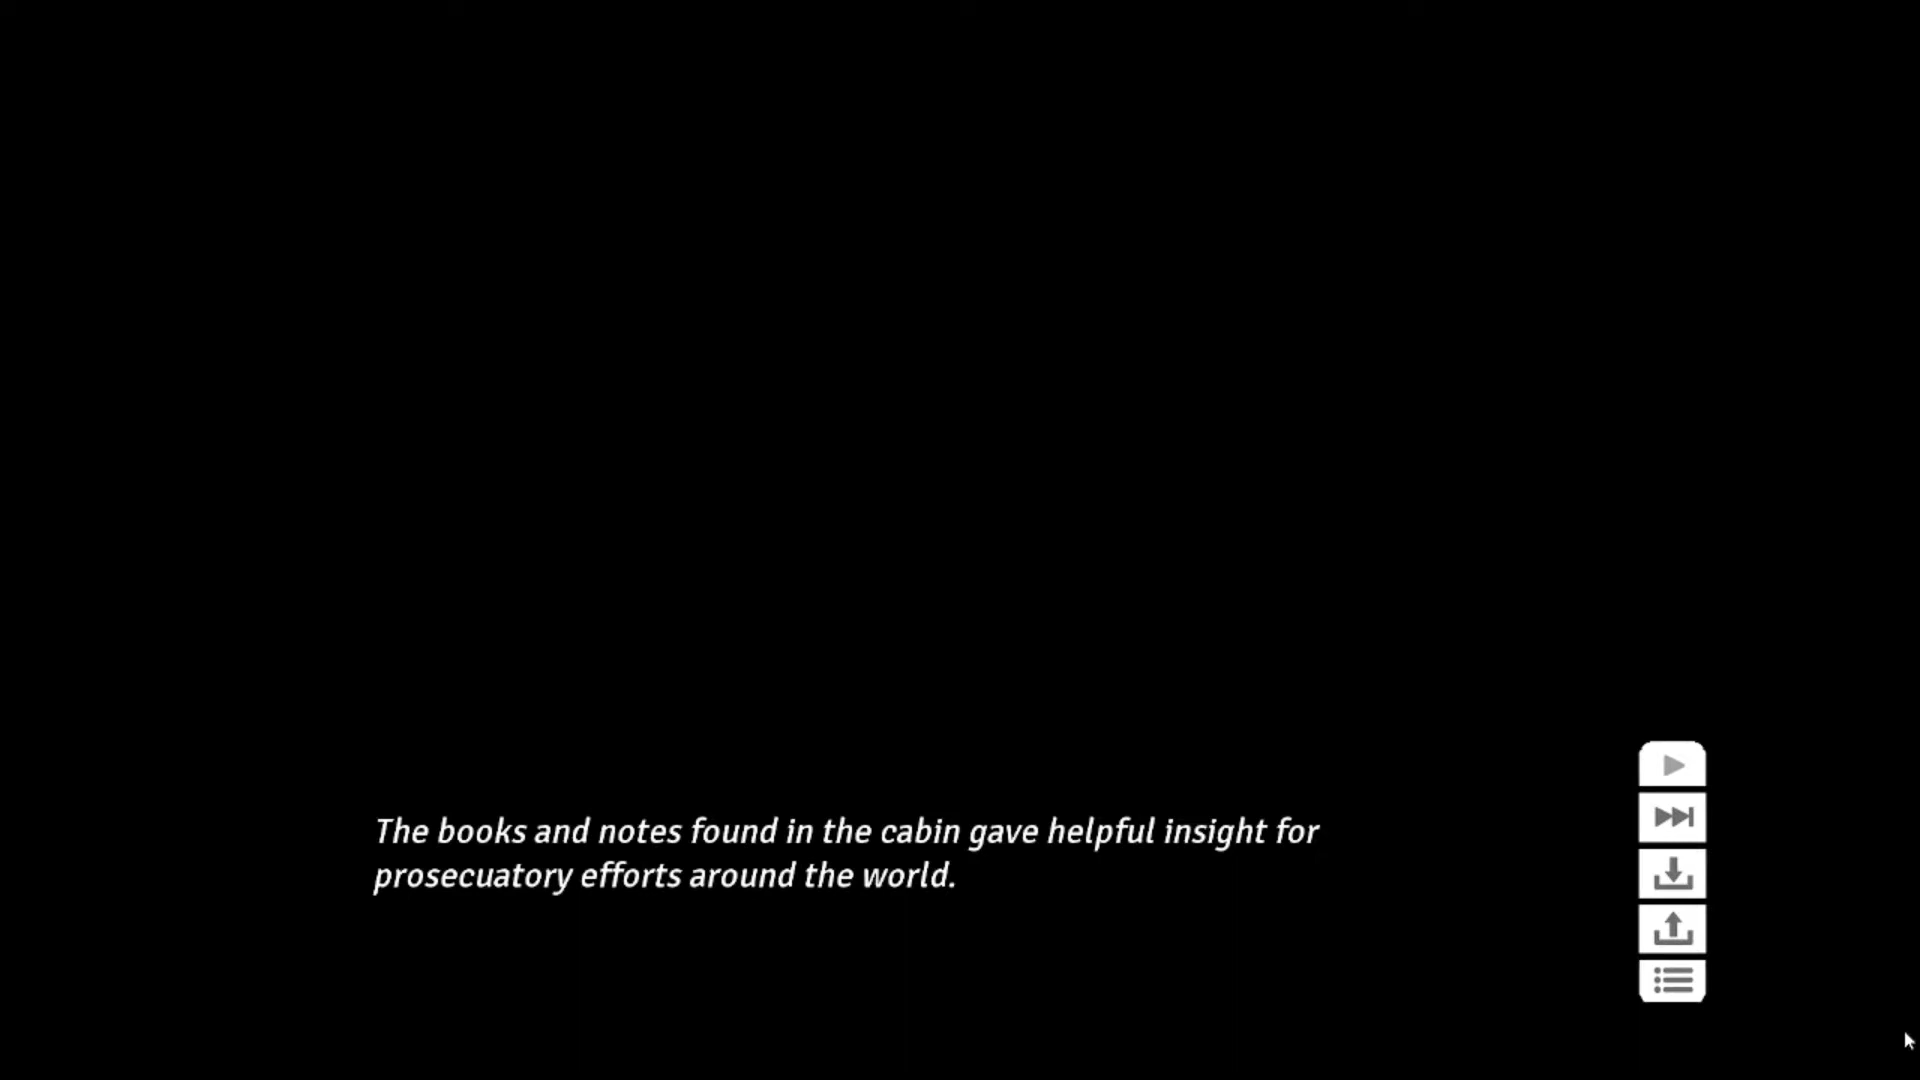 The books and notes found in the cabin gave helpful insight for
prosecuatory efforts around the world.